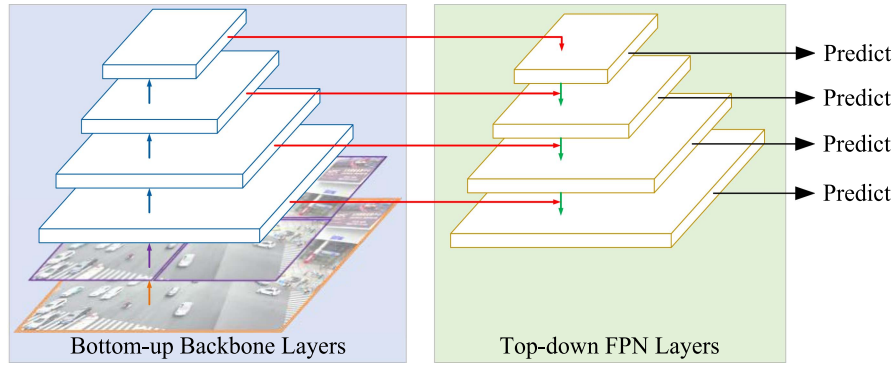 Predict
Predict
Predict
Predict
Bottom-up Backbone Layers
Top-down FPN Layers